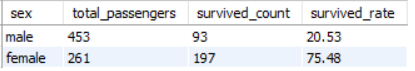 sex total_passengers survived_count survived_rate
male 453 93 20.53
female 261 197 75.48